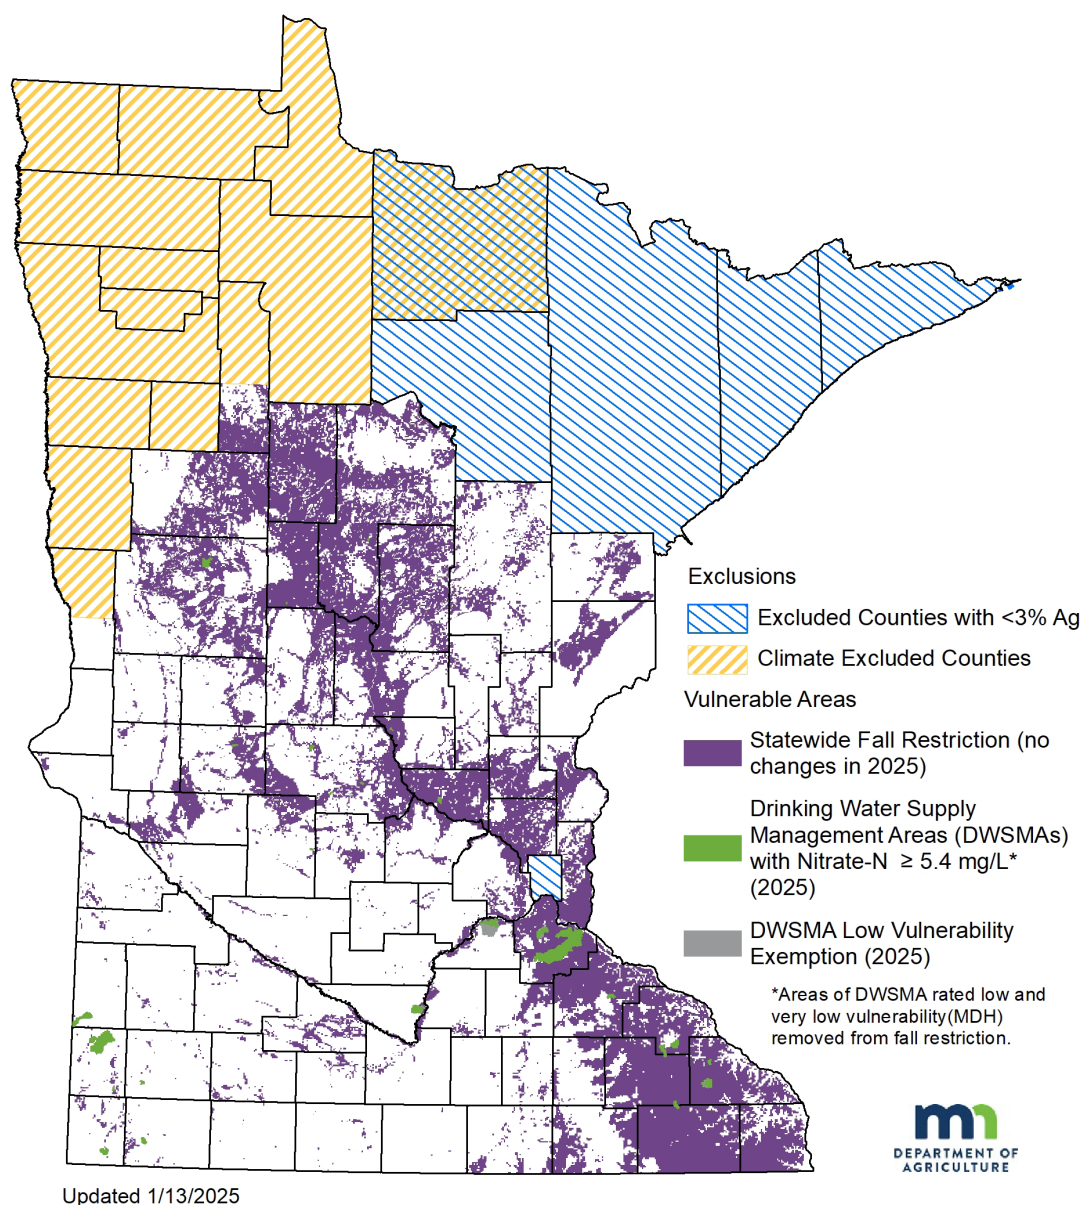 Exclusions
Excluded Counties with <3% Ag
Climate Excluded Counties
Vulnerable Areas
Statewide Fall Restriction (no
changes in 2025)
Drinking Water Supply
Management Areas (DWSMAs)
with Nitrate-N ≥ 5.4 mg/L*
(2025)
DWSMA Low Vulnerability
Exemption (2025)
*Areas of DWSMA rated low and
very low vulnerability(MDH)
removed from fall restriction.
mn
DEPARTMENT OF
AGRICULTURE
Updated 1/13/2025